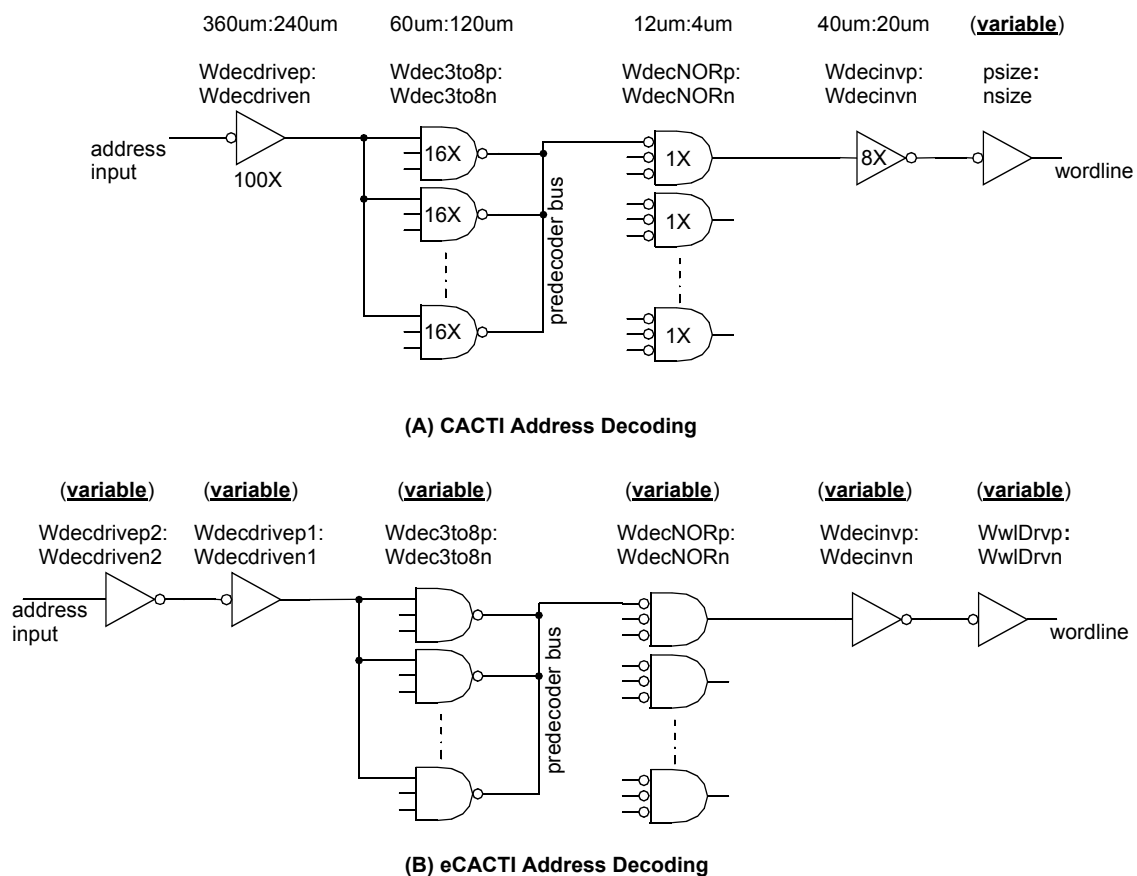 360um:240um 60um:120um 12um:4um 40um:20um (variable)
Wdecdrivep: Wdec3to8p: WdecNORp: Wdecinvp: psize:
Wdecdriven Wdec3to8n WdecNORn Wdecinvn nsize
address
input
100X
16X
16X
16X
predecoder bus
1X
1X
1X
8X
wordline
(A) CACTI Address Decoding
(variable) (variable) (variable) (variable) (variable) (variable)
Wdecdrivep2: Wdecdrivep1: Wdec3to8p: WdecNORp: Wdecinvp: WwlDrvp:
Wdecdriven2 Wdecdriven1 Wdec3to8n WdecNORn Wdecinvn WwlDrvn
address
input
predecoder bus
wordline
(B) eCACTI Address Decoding